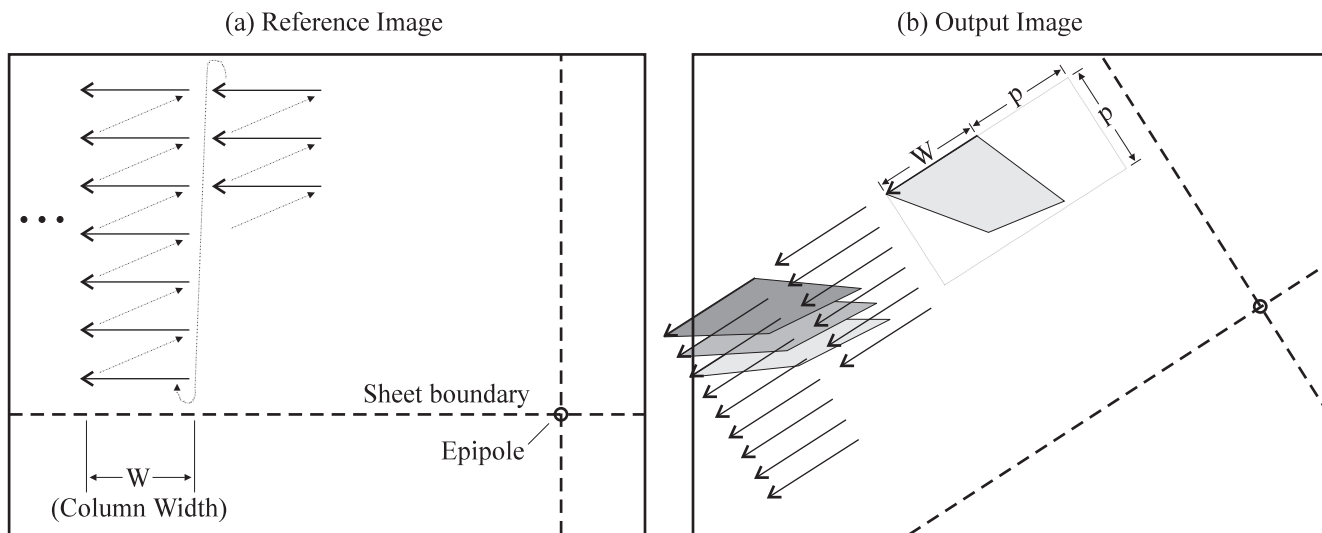 (a) Reference Image
(b) Output Image
p
p
W
Sheet boundary
Epipole
W
(Column Width)